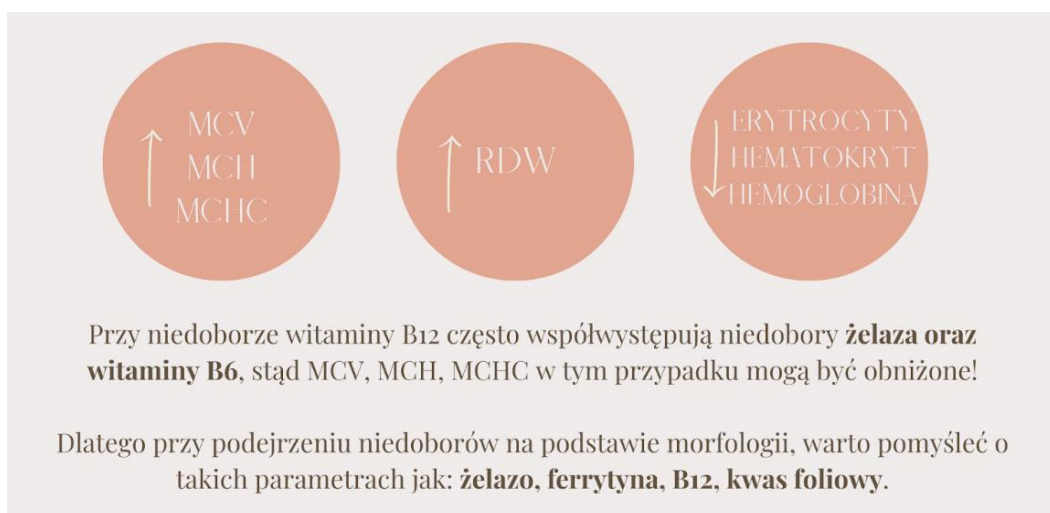 MCV
MCH
MCHC
RDW
ERYTROCYTY
HEMATOKRYT
HEMOGLOBINA
Przy niedoborze witaminy B12 często współwystępują niedobory żelaza oraz
witaminy B6, stąd MCV, MCH, MCHC w tym przypadku mogą być obniżone!
Dlatego przy podejrzeniu niedoborów na podstawie morfologii, warto pomyśleć o
takich parametrach jak: żelazo, ferrytyna, B12, kwas foliowy.